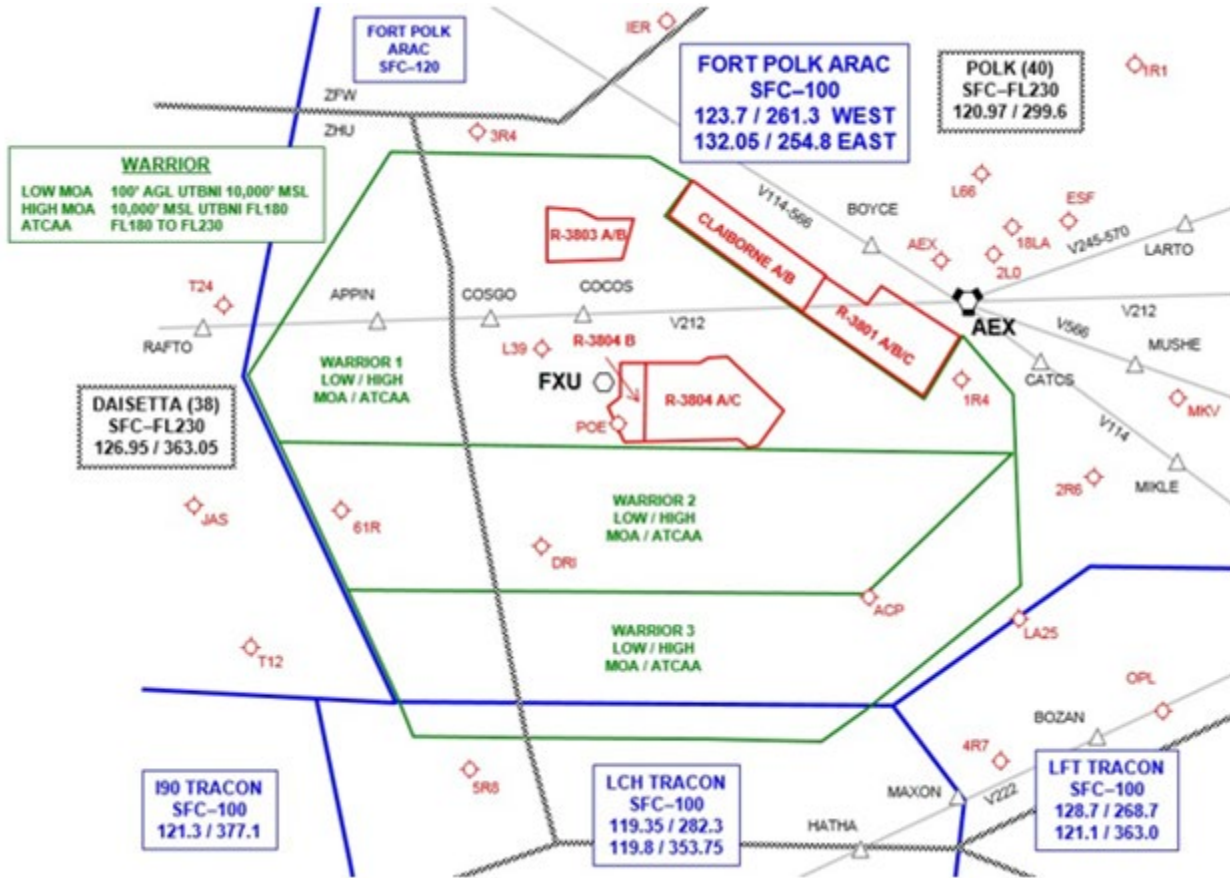 IER
FORT POLK
ARAC
SFC–120
FORT POLK ARAC
SFC–100
123.7 / 261.3 WEST
132.05 / 254.8 EAST
POLK (40)
SFC–FL230
120.97 / 299.6
1R1
ZFW
ZHU
3R4
WARRIOR
LOW MOA 100' AGL UTBNI 10,000' MSL
HIGH MOA 10,000' MSL UTBNI FL180
ATCAA FL180 TO FL230
L66
V114-566
BOYCE
ESF
18LA
V245-570
LARTO
AEX
2L0
R-3803 A/B
CLAIBORNE A/B
T24
APPIN
COSGO
COCOS
V212
R-3801 A/B/C
AEX
V212
V566
RAFTO
MUSHE
L39
R-3804 B
WARRIOR 1
LOW / HIGH
MOA / ATCAA
FXU
R-3804 A/C
CATCS
1R4
MKV
DAISETTA (38)
SFC–FL230
126.95 / 363.05
POE
V114
MIKLE
2R6
JAS
61R
WARRIOR 2
LOW / HIGH
MOA / ATCAA
DRI
ACP
LA25
WARRIOR 3
LOW / HIGH
MOA / ATCAA
T12
OPL
BOZAN
4R7
5R8
MAXON
V222
HATHA
I90 TRACON
SFC–100
121.3 / 377.1
LCH TRACON
SFC–100
119.35 / 282.3
119.8 / 353.75
LFT TRACON
SFC–100
128.7 / 268.7
121.1 / 363.0